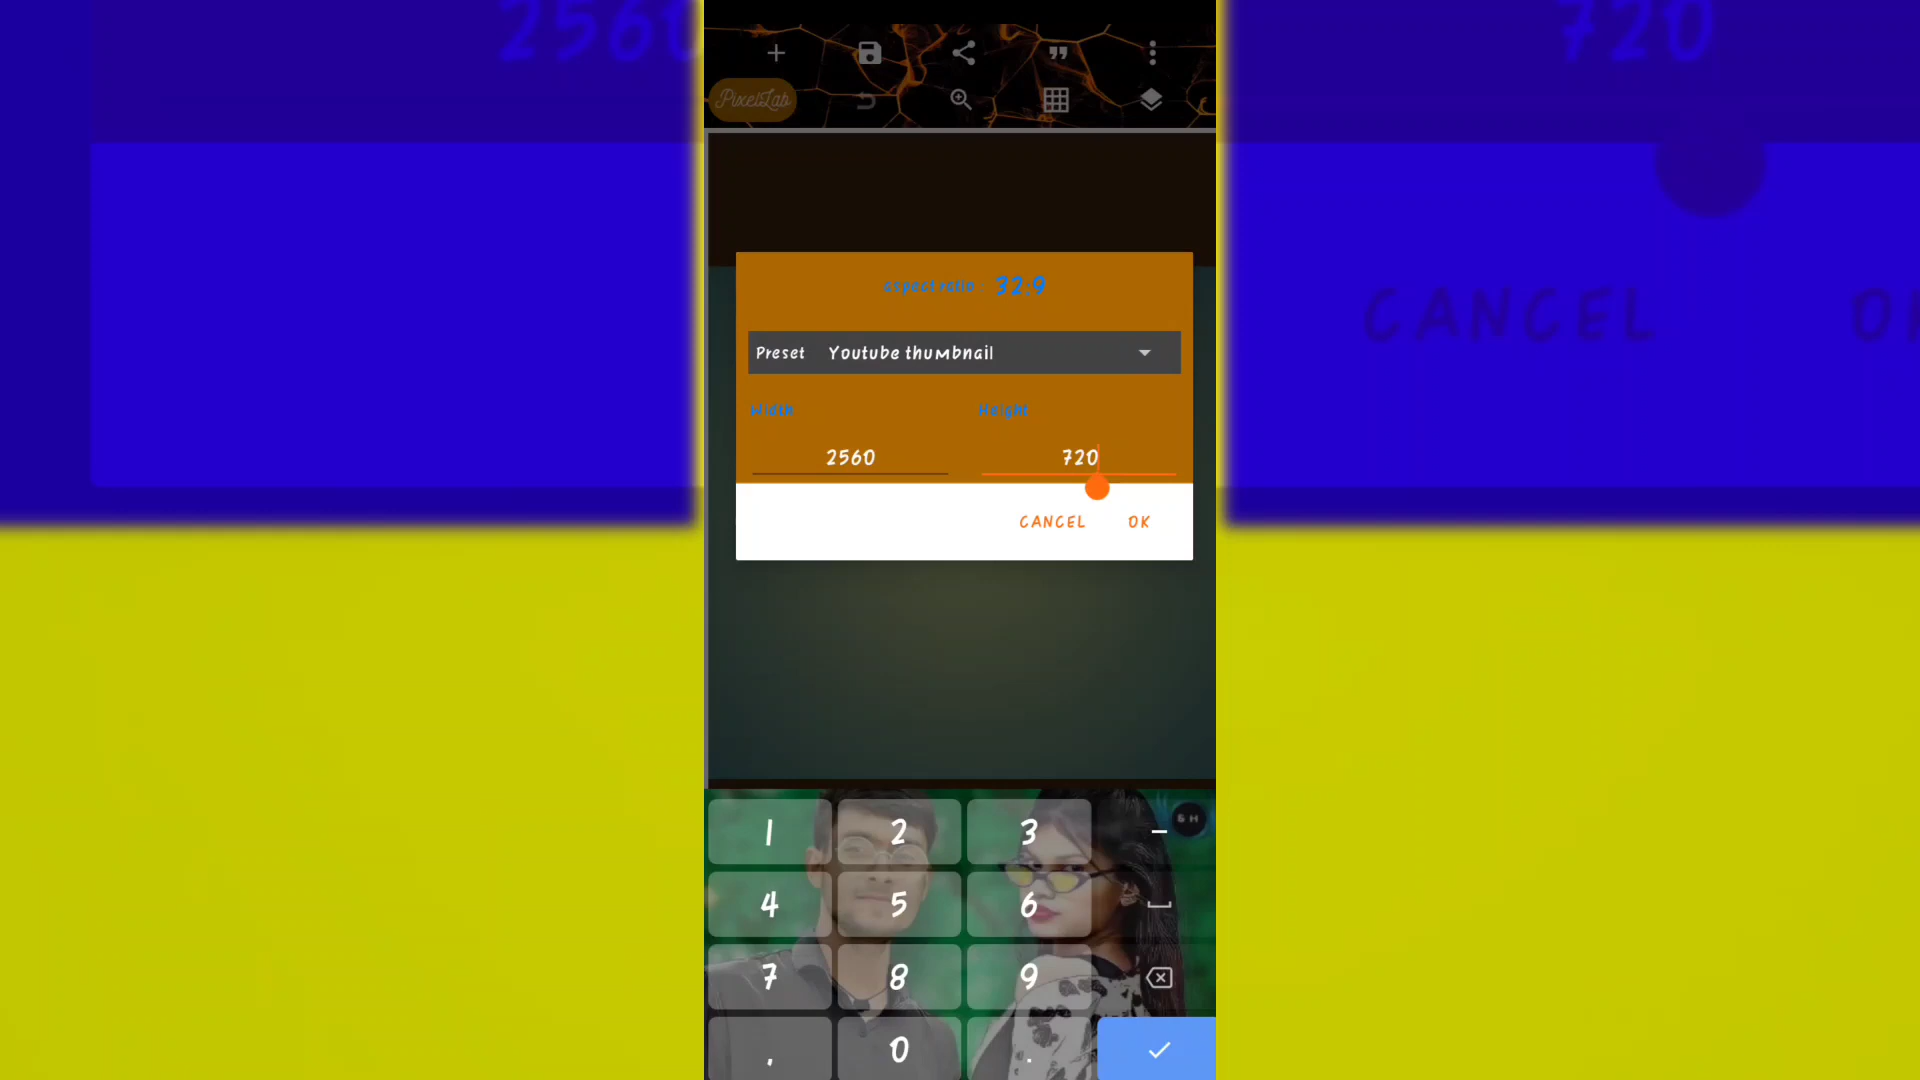 2560
720
PixelLab
aspect ratio 32:9
Preset Youtube thumbnail
Width Height
2560 720
CANCEL OK
CANCEL
1 2 3 -
4 5 6
7 8 9
, 0 .